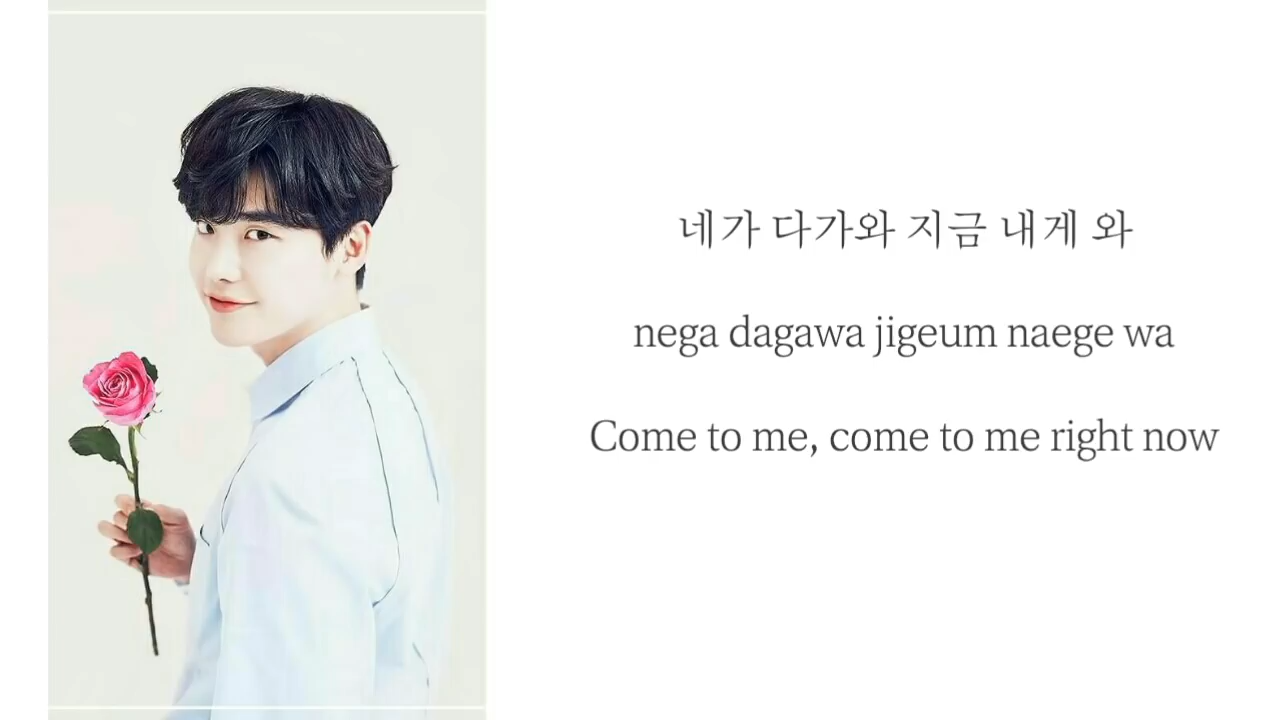 네가 다가와 지금 내게 와
nega dagawa jigeum naege wa
Come to me, come to me right now